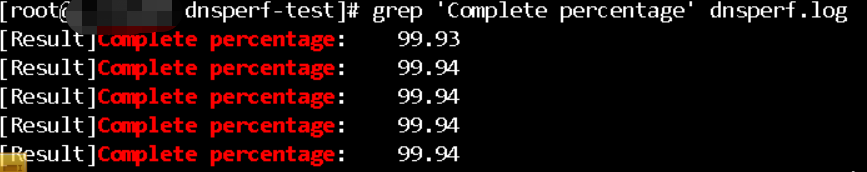 [root@ dnsperf-test]# grep 'Complete percentage' dnsperf.log
[Result]Complete percentage: 99.93
[Result]Complete percentage: 99.94
[Result]Complete percentage: 99.94
[Result]Complete percentage: 99.94
[Result]Complete percentage: 99.94